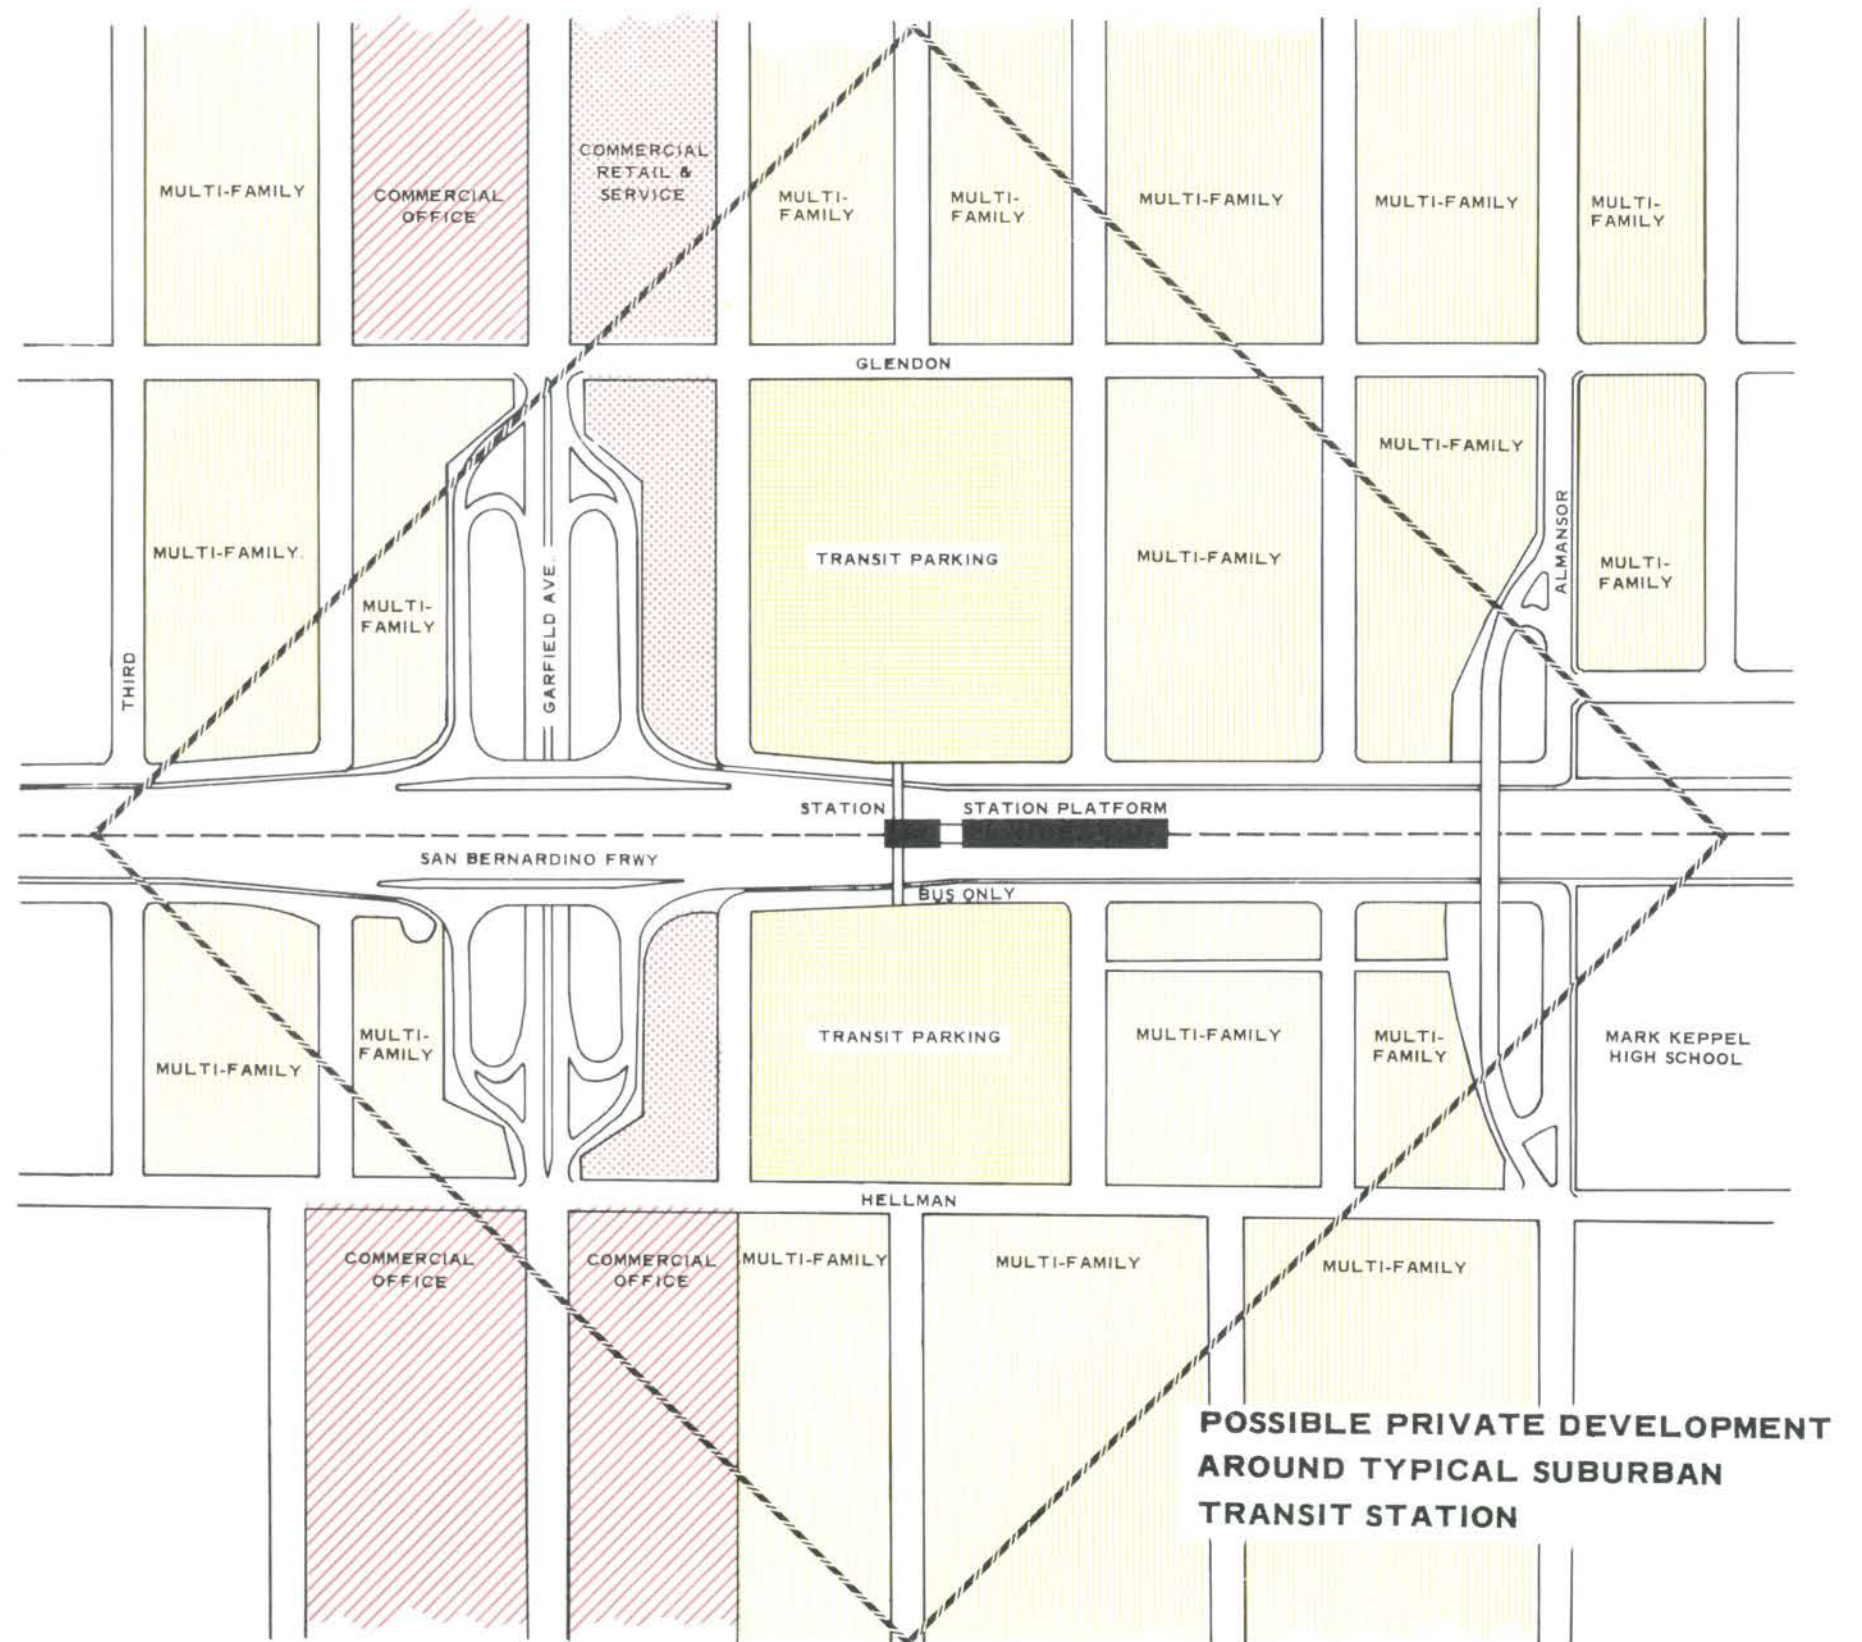 MULTI-FAMILY
COMMERCIAL
OFFICE
COMMERCIAL
RETAIL &
SERVICE
MULTI-
FAMILY
MULTI-
FAMILY
MULTI-FAMILY
MULTI-FAMILY
MULTI-
FAMILY
GLENDON
MULTI-FAMILY
MULTI-FAMILY
MULTI-
FAMILY
GARFIELD AVE.
TRANSIT PARKING
MULTI-FAMILY
ALMANSOR
MULTI-
FAMILY
THIRD
STATION
STATION PLATFORM
SAN BERNARDINO FRWY
BUS ONLY
MULTI-FAMILY
MULTI-
FAMILY
TRANSIT PARKING
MULTI-FAMILY
MULTI-
FAMILY
MARK KEPPEL
HIGH SCHOOL
HELLMAN
COMMERCIAL
OFFICE
COMMERCIAL
OFFICE
MULTI-FAMILY
MULTI-FAMILY
MULTI-FAMILY
POSSIBLE PRIVATE DEVELOPMENT
AROUND TYPICAL SUBURBAN
TRANSIT STATION